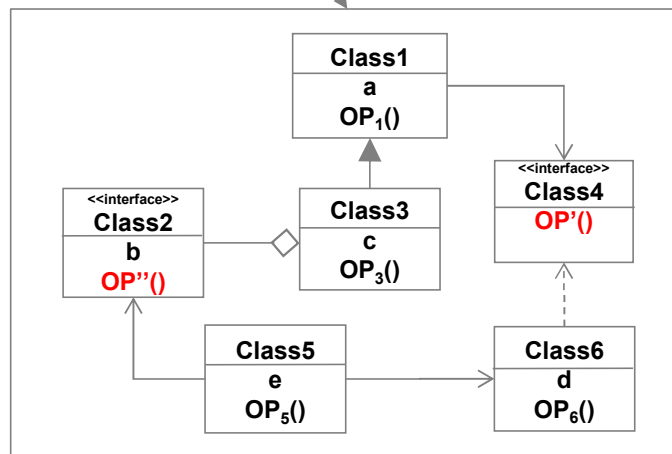 Class1
a
OP₁()
<<interface>>
Class2
b
OP’’()
Class3
c
OP₃()
<<interface>>
Class4
OP’()
Class5
e
OP₅()
Class6
d
OP₆()